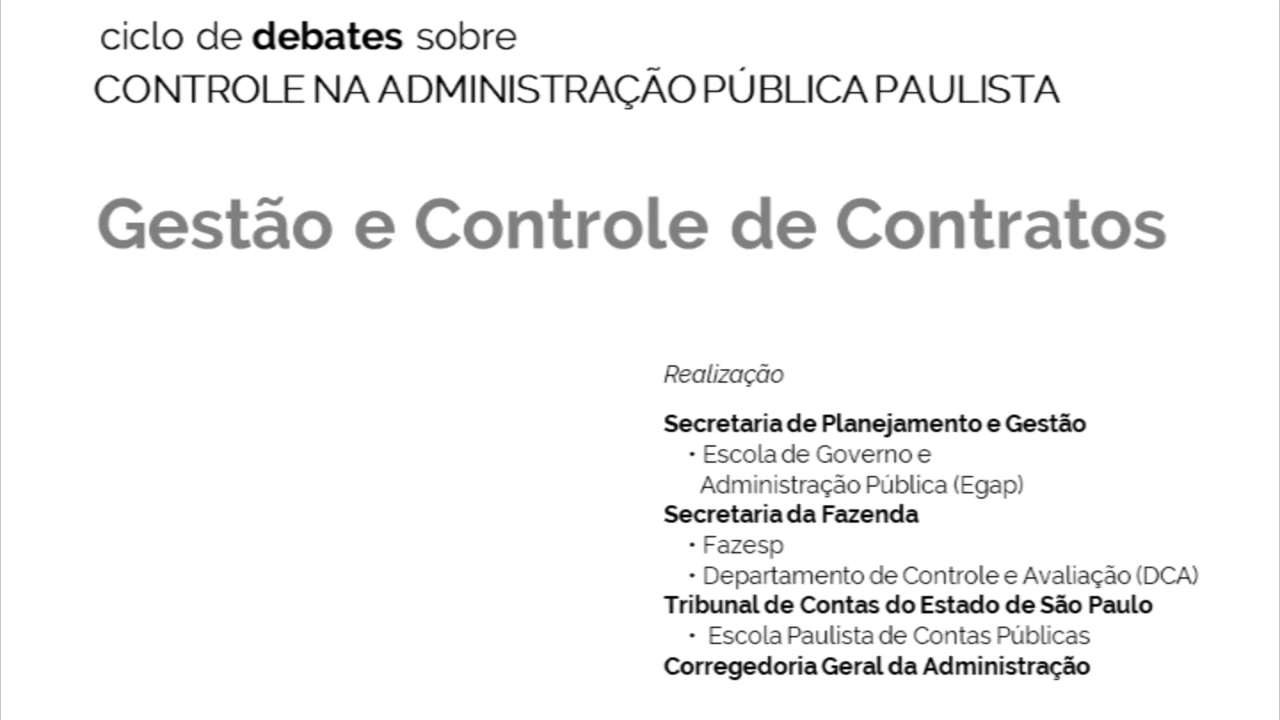 ciclo de debates sobre
CONTROLE NA ADMINISTRAÇÃO PÚBLICA PAULISTA
Gestão e Controle de Contratos
Realização
Secretaria de Planejamento e Gestão
• Escola de Governo e
Administração Pública (Egap)
Secretaria da Fazenda
• Fazesp
• Departamento de Controle e Avaliação (DCA)
Tribunal de Contas do Estado de São Paulo
• Escola Paulista de Contas Públicas
Corregedoria Geral da Administração